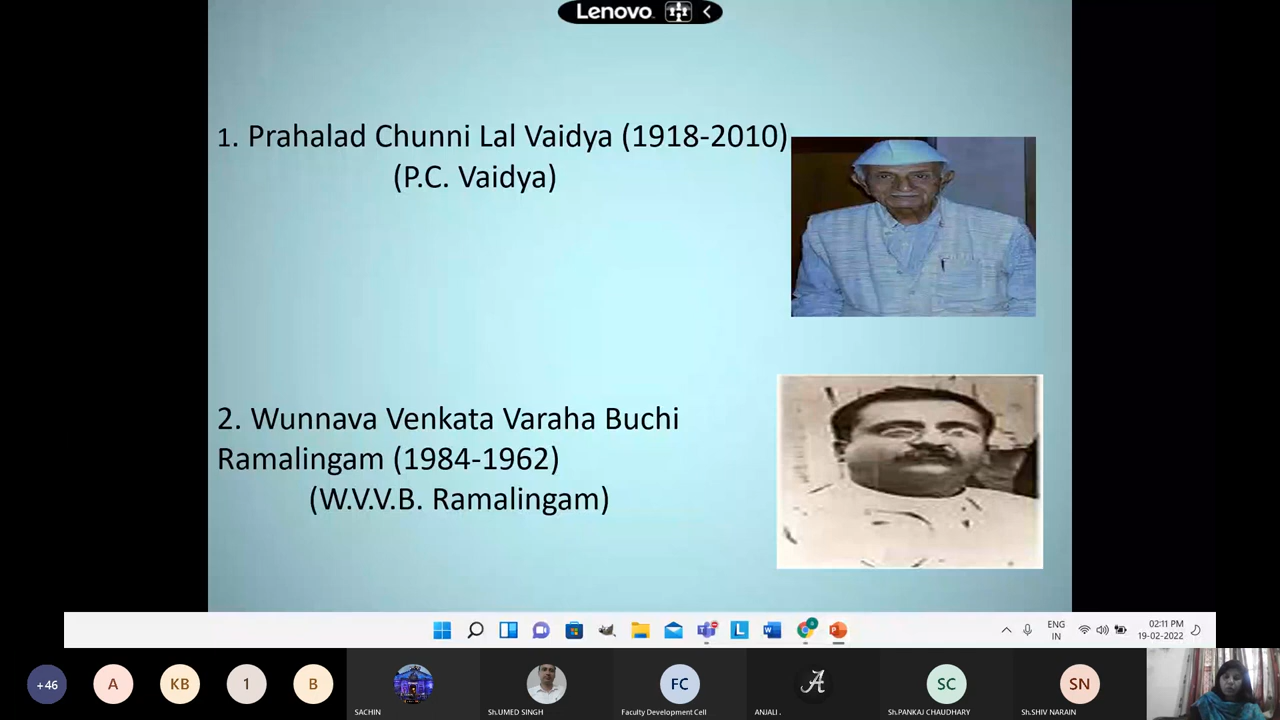 Lenovo
1. Prahalad Chunni Lal Vaidya (1918-2010)
(P.C. Vaidya)
2. Wunnava Venkata Varaha Buchi
Ramalingam (1984-1962)
(W.V.V.B. Ramalingam)
ENG
IN
02:11 PM
19-02-2022
+46
A
KB
1
B
SACHIN
Sh.UMED SINGH
FC
Faculty Development Cell
A
ANJALI .
SC
Sh.PANKAJ CHAUDHARY
SN
Sh.SHIV NARAIN